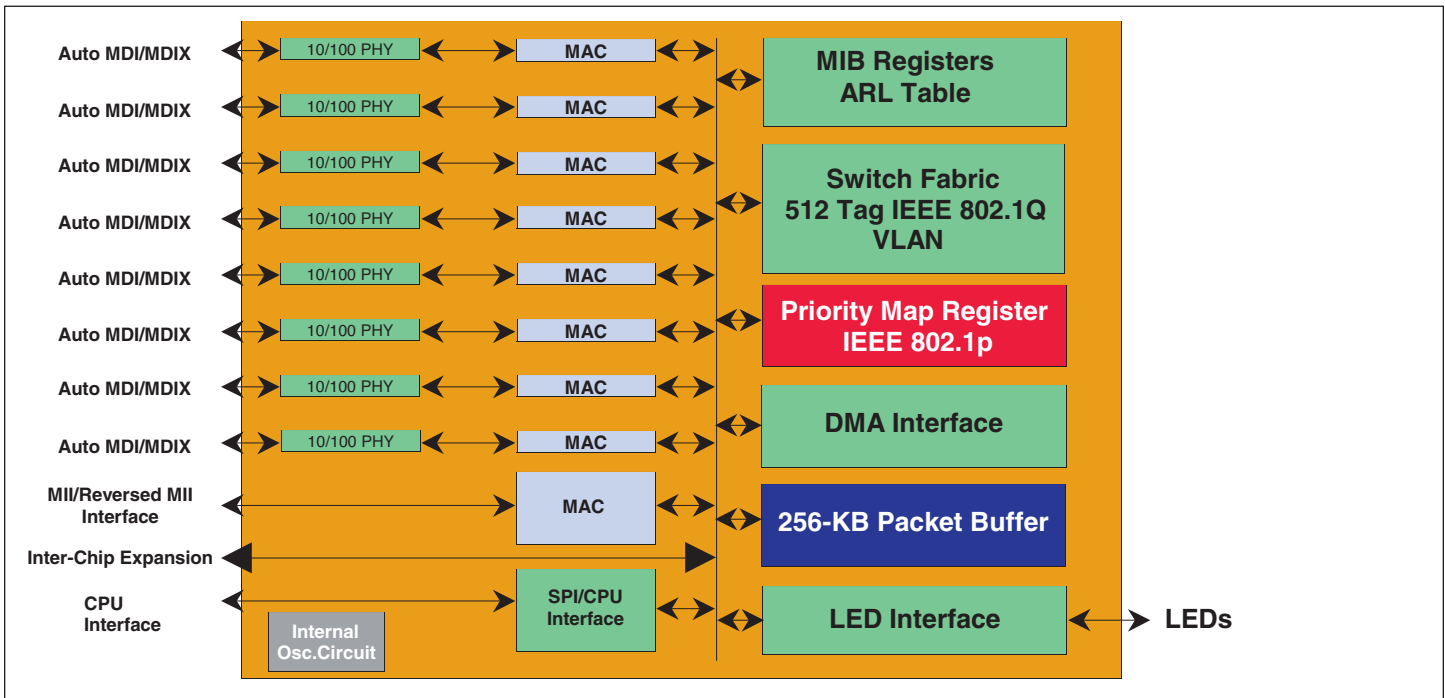 Auto MDI/MDIX
10/100 PHY
MAC
Auto MDI/MDIX
10/100 PHY
MAC
Auto MDI/MDIX
10/100 PHY
MAC
Auto MDI/MDIX
10/100 PHY
MAC
Auto MDI/MDIX
10/100 PHY
MAC
Auto MDI/MDIX
10/100 PHY
MAC
Auto MDI/MDIX
10/100 PHY
MAC
Auto MDI/MDIX
10/100 PHY
MAC
MII/Reversed MII
Interface
MAC
Inter-Chip Expansion
CPU
Interface
SPI/CPU
Interface
Internal
Osc.Circuit
MIB Registers
ARL Table
Switch Fabric
512 Tag IEEE 802.1Q
VLAN
Priority Map Register
IEEE 802.1p
DMA Interface
256-KB Packet Buffer
LED Interface
LEDs